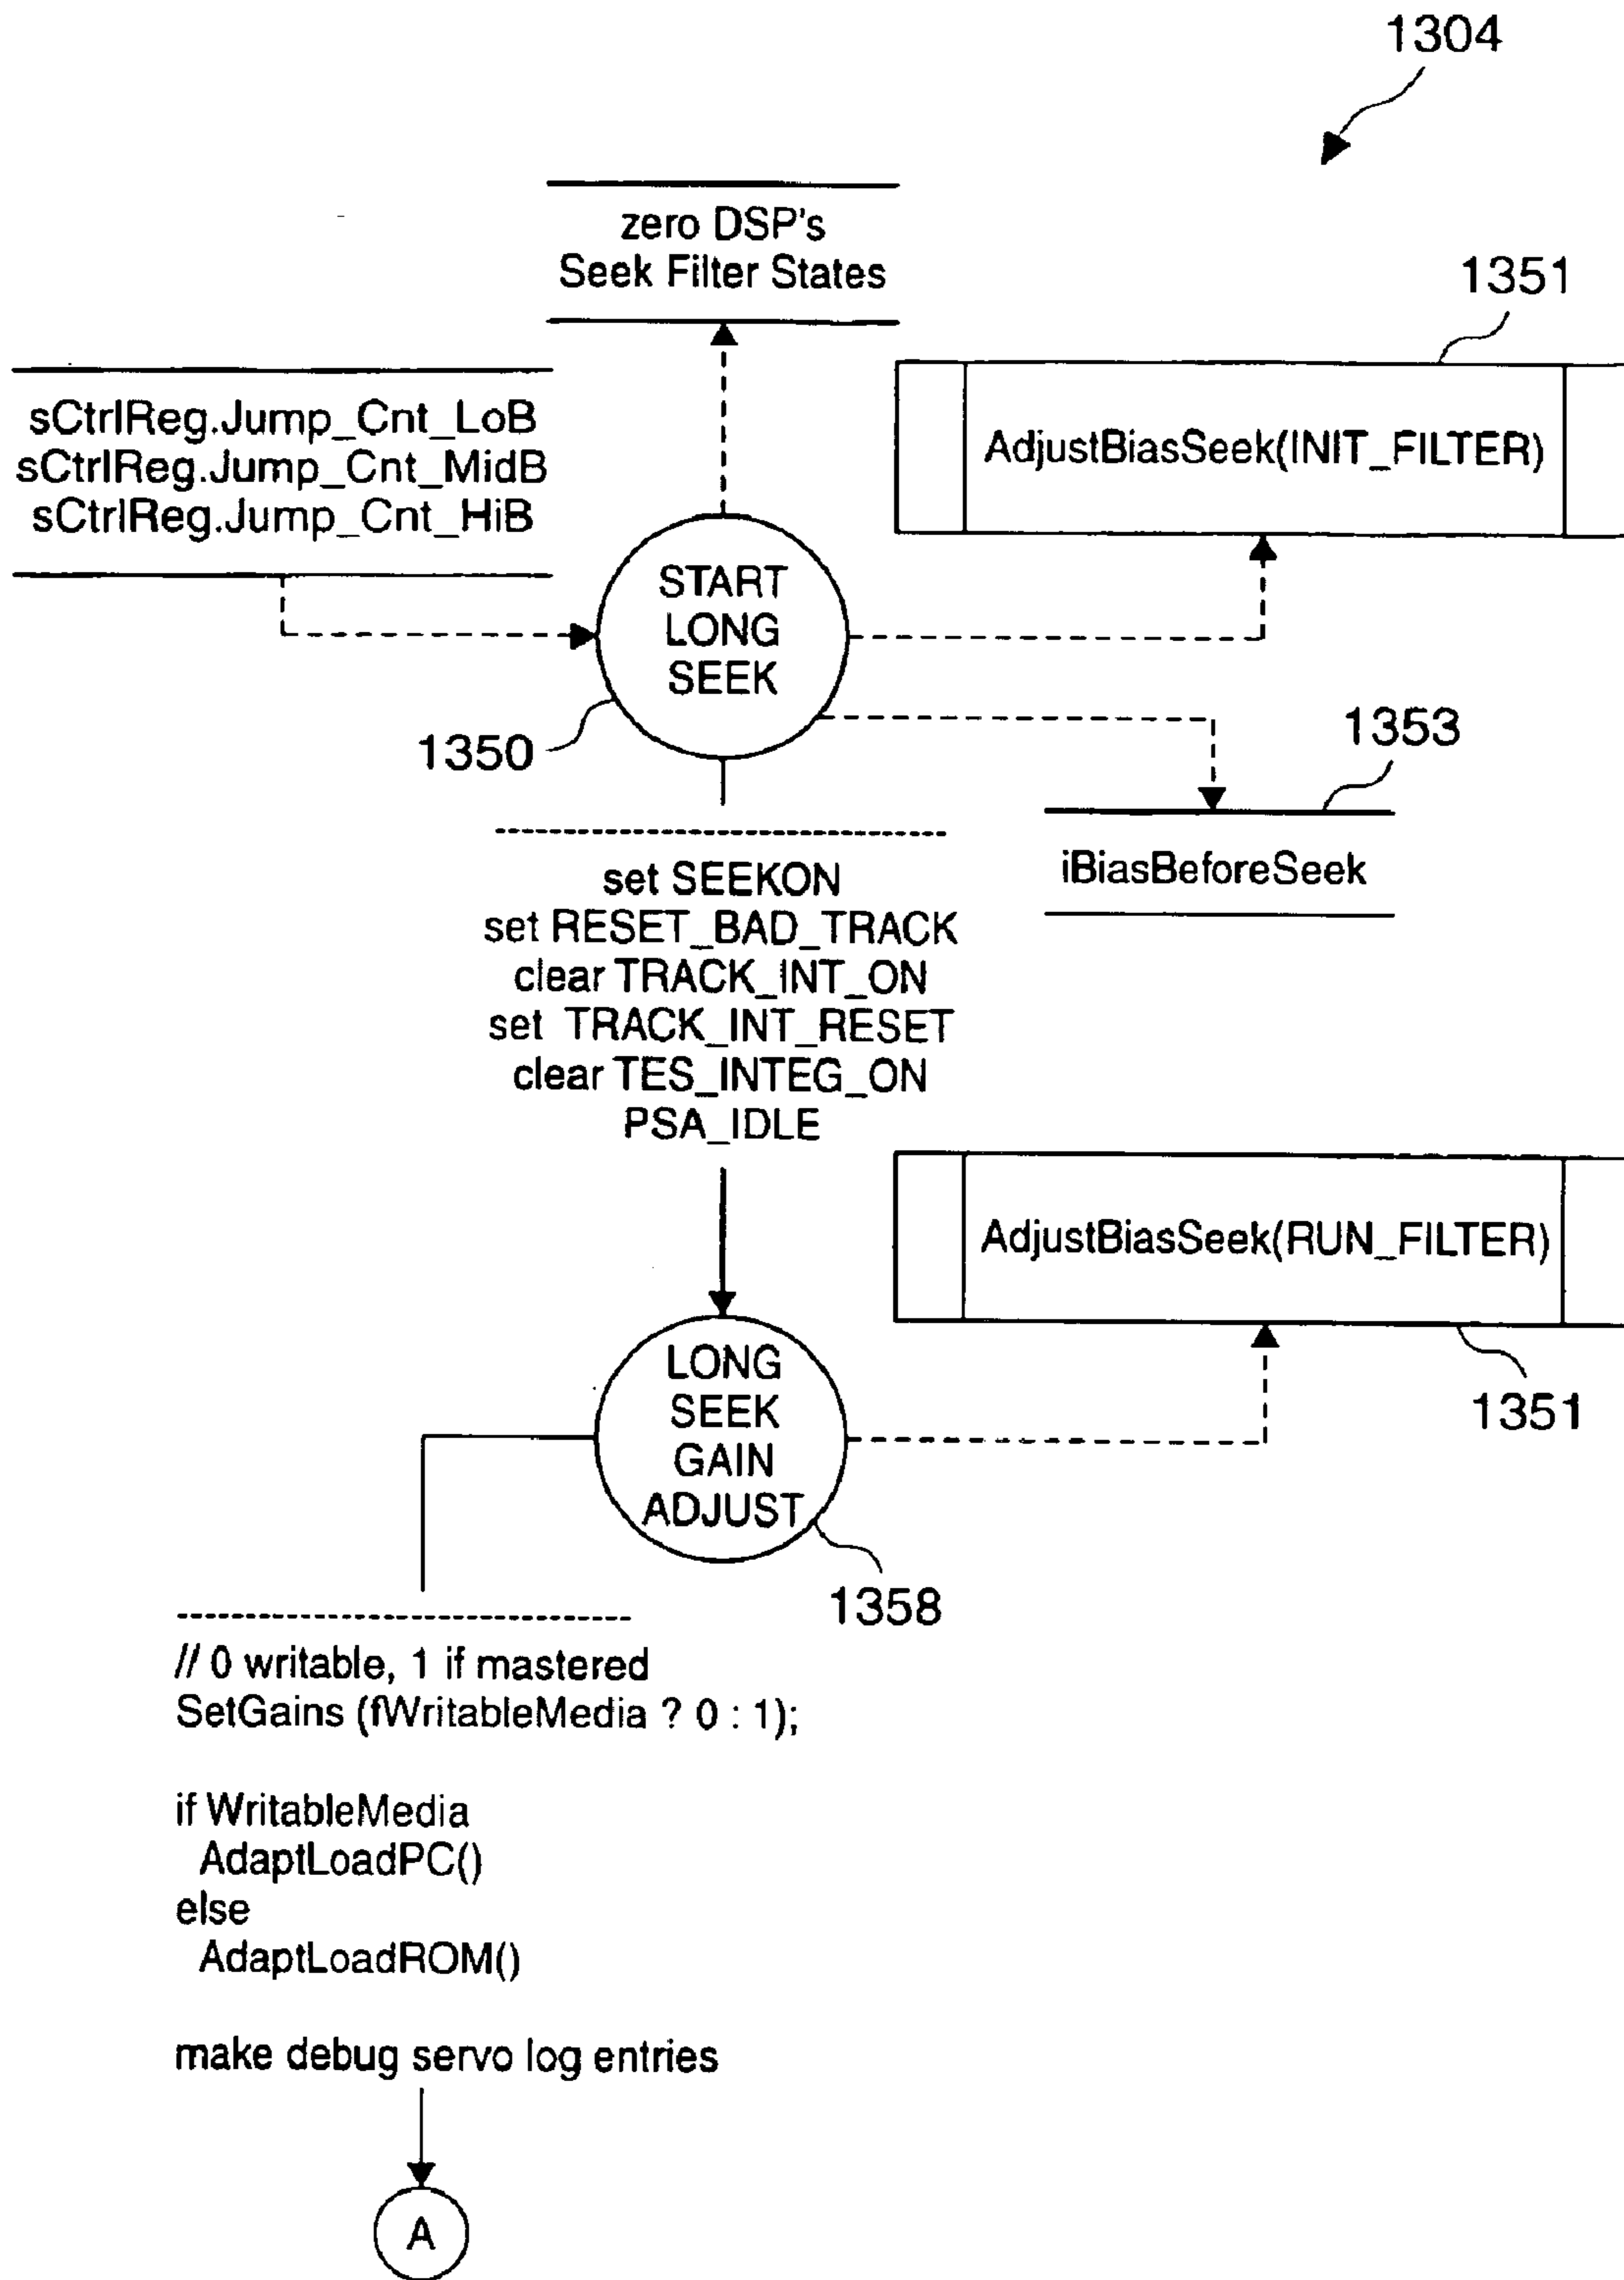 1304
zero DSP's
Seek Filter States
1351
sCtrlReg.Jump_Cnt_LoB
sCtrlReg.Jump_Cnt_MidB
sCtrlReg.Jump_Cnt_HiB
AdjustBiasSeek(INIT_FILTER)
START
LONG
SEEK
1350
1353
iBiasBeforeSeek
set SEEKON
set RESET_BAD_TRACK
clear TRACK_INT_ON
set TRACK_INT_RESET
clear TES_INTEG_ON
PSA_IDLE
AdjustBiasSeek(RUN_FILTER)
1351
LONG
SEEK
GAIN
ADJUST
1358
// 0 writable, 1 if mastered
SetGains (fWritableMedia ? 0 : 1);
if WritableMedia
AdaptLoadPC()
else
AdaptLoadROM()
make debug servo log entries
A